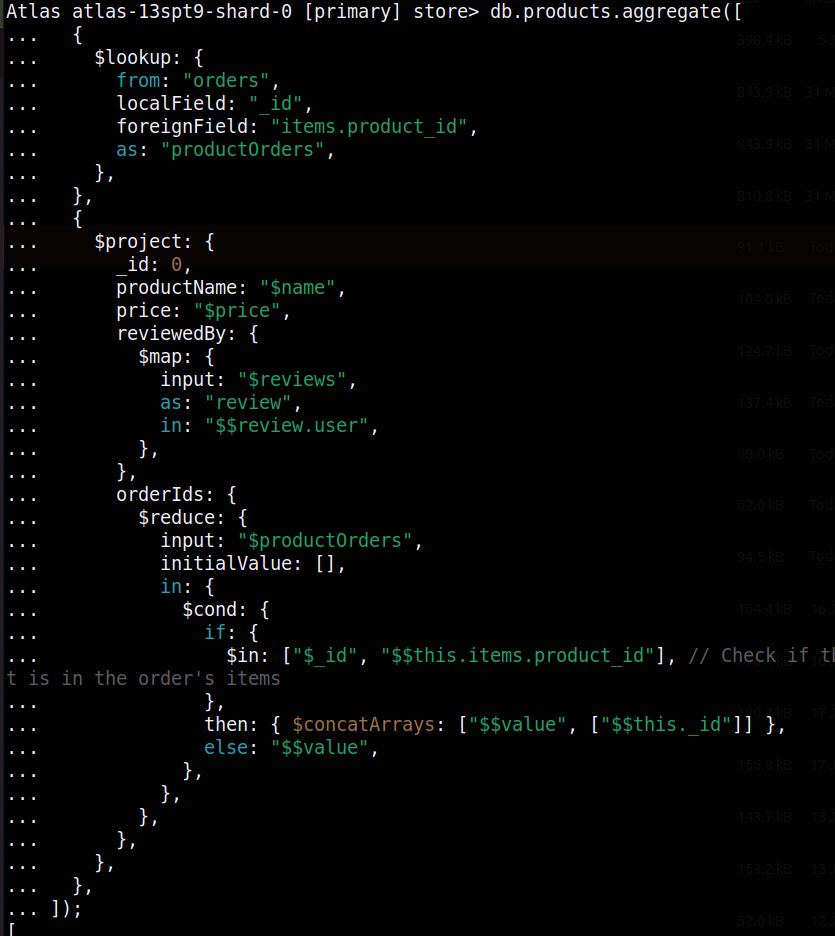 Atlas atlas-13spt9-shard-0 [primary] store> db.products.aggregate([
...   {
...     $lookup: {
...       from: "orders",
...       localField: "_id",
...       foreignField: "items.product_id",
...       as: "productOrders",
...     },
...   },
...   {
...     $project: {
...       _id: 0,
...       productName: "$name",
...       price: "$price",
...       reviewedBy: {
...         $map: {
...           input: "$reviews",
...           as: "review",
...           in: "$$review.user",
...         },
...       },
...       orderIds: {
...         $reduce: {
...           input: "$productOrders",
...           initialValue: [],
...           in: {
...             $cond: {
...               if: {
...                 $in: ["$_id", "$$this.items.product_id"], // Check if
t is in the order's items
...               },
...               then: { $concatArrays: ["$$value", ["$$this._id"]] },
...               else: "$$value",
...             },
...           },
...         },
...       },
...     },
...   },
... ]);
[